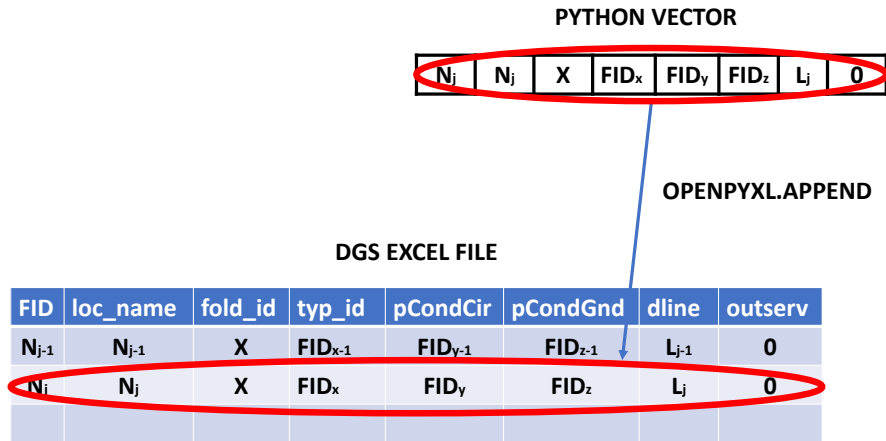 PYTHON VECTOR
Nj Nj X FIDx FIDy FIDz Lj 0
OPENPYXL.APPEND
DGS EXCEL FILE
FID loc_name fold_id typ_id pCondCir pCondGnd dline outserv
Nj-1 Nj-1 X FIDx-1 FIDy-1 FIDz-1 Lj-1 0
Nj Nj X FIDx FIDy FIDz Lj 0